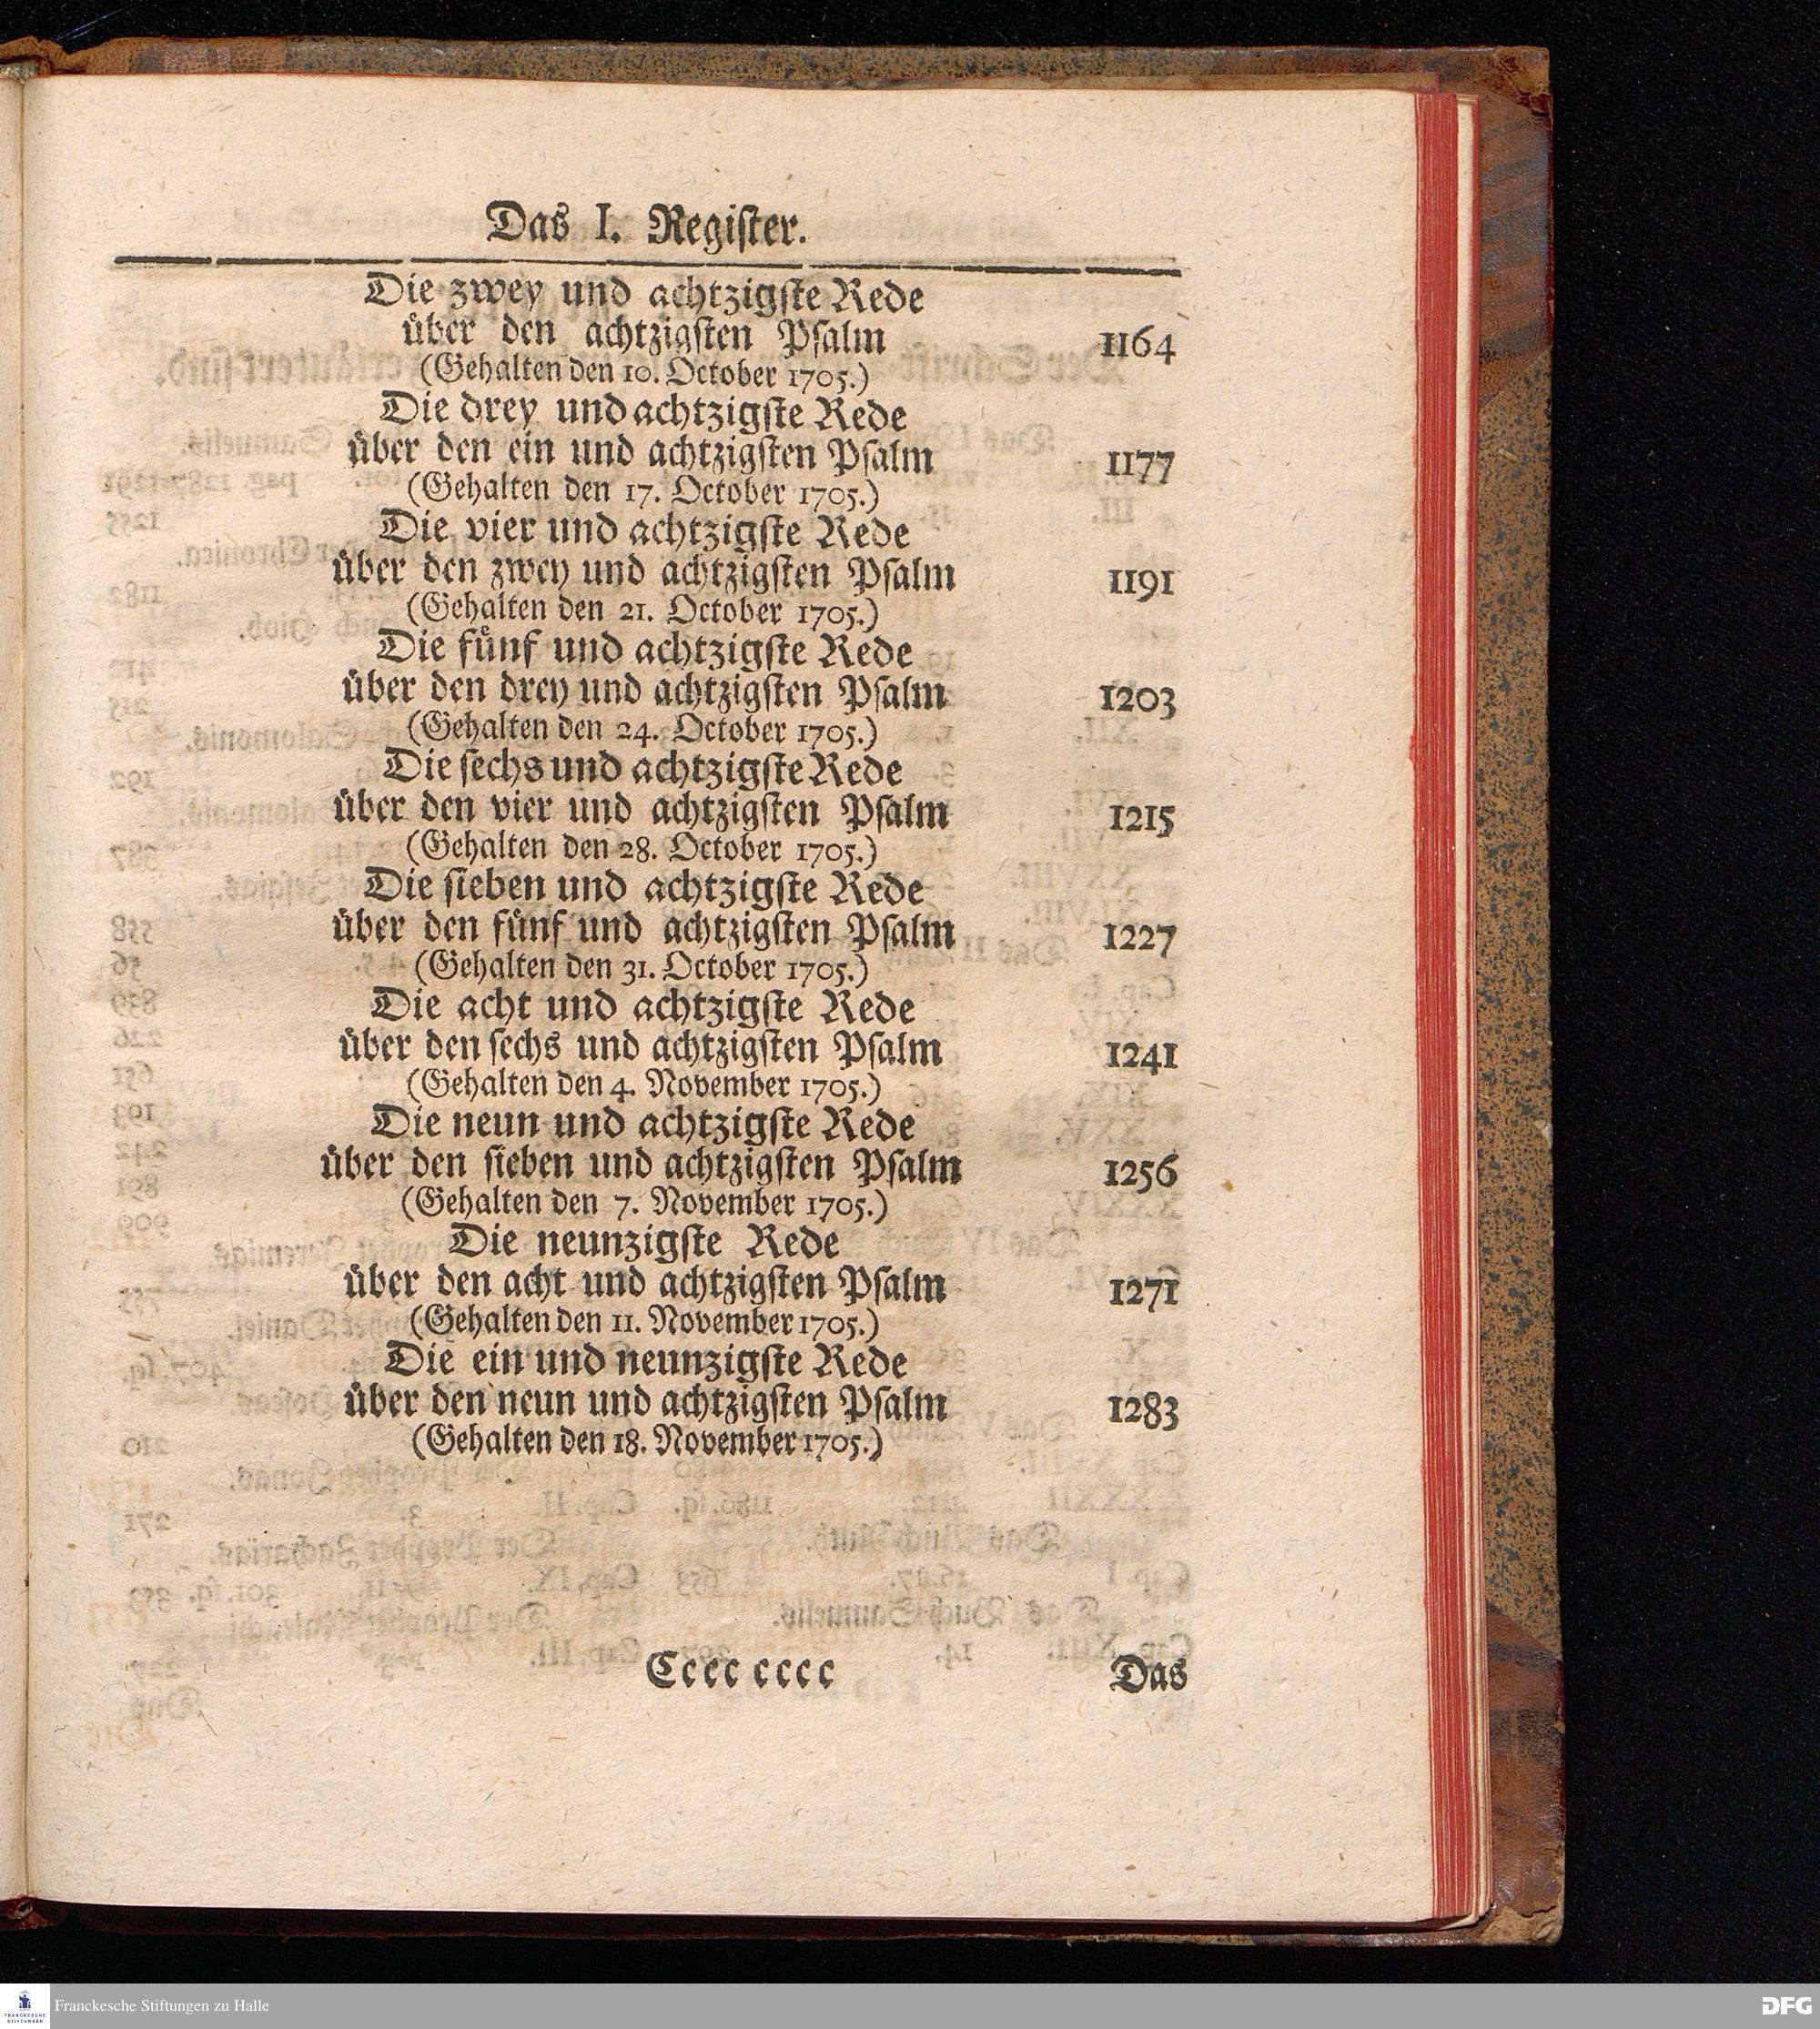 Das I. Register.
Die zwey und achtzigste Rede
über den achtzigsten Psalm 1164
(Gehalten den 10. October 1705.)
Die drey und achtzigste Rede
über den ein und achtzigsten Psalm 1177
(Gehalten den 17. October 1705.)
Die vier und achtzigste Rede
über den zwey und achtzigsten Psalm 1191
(Gehalten den 21. October 1705.)
Die fünf und achtzigste Rede
über den drey und achtzigsten Psalm 1203
(Gehalten den 24. October 1705.)
Die sechs und achtzigste Rede
über den vier und achtzigsten Psalm 1215
(Gehalten den 28. October 1705.)
Die sieben und achtzigste Rede
über den fünf und achtzigsten Psalm 1227
(Gehalten den 31. October 1705.)
Die acht und achtzigste Rede
über den sechs und achtzigsten Psalm 1241
(Gehalten den 4. November 1705.)
Die neun und achtzigste Rede
über den sieben und achtzigsten Psalm 1256
(Gehalten den 7. November 1705.)
Die neunzigste Rede
über den acht und achtzigsten Psalm 1271
(Gehalten den 11. November 1705.)
Die ein und neunzigste Rede
über den neun und achtzigsten Psalm 1283
(Gehalten den 18. November 1705.)
Cccc cccc Das
FRANCKESCHE STIFTUNGEN
Franckesche Stiftungen zu Halle
DFG